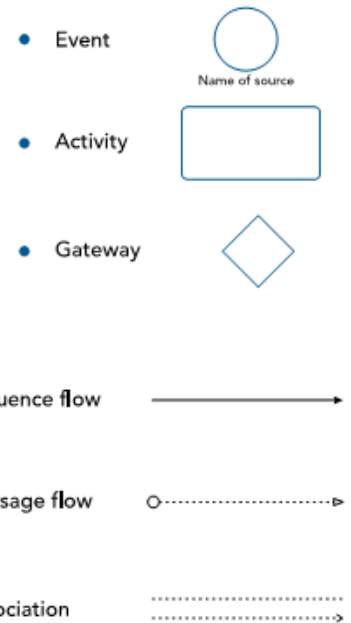 Event
Name of source
Activity
Gateway
uence flow
sage flow
ociation